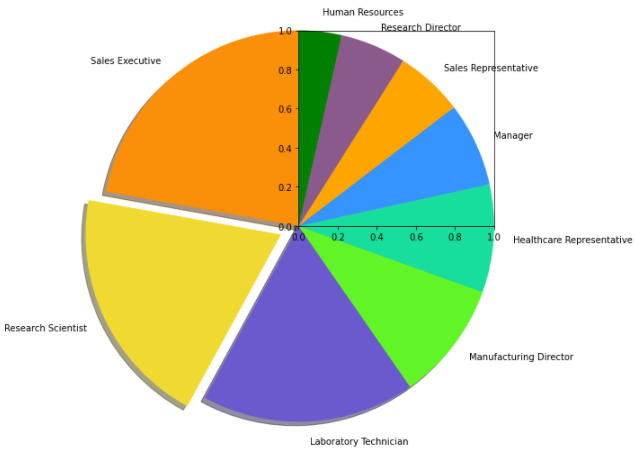 Human Resources
1.0
Research Director
Sales Executive
Sales Representative
0.8
0.6
Manager
0.4
0.2
0.0
0.0 0.2 0.4 0.6 0.8 1.0
Healthcare Representative
Research Scientist
Manufacturing Director
Laboratory Technician